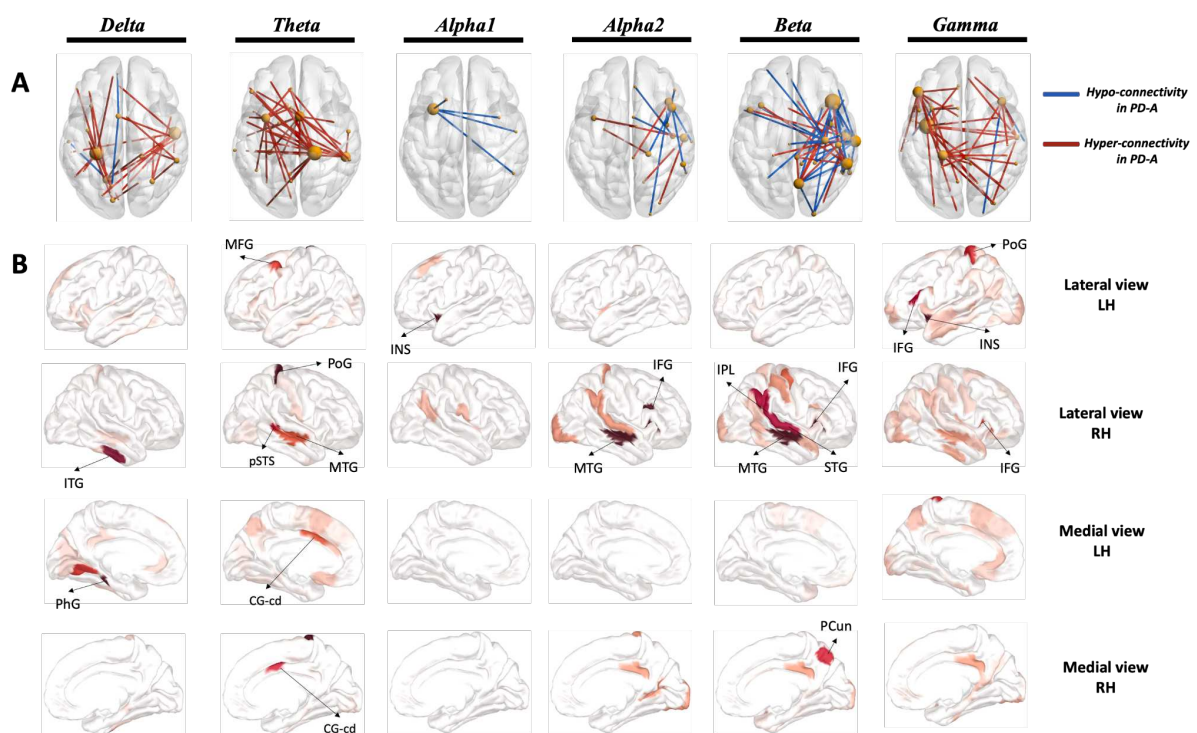 Delta
Theta
Alpha1
Alpha2
Beta
Gamma
A
Hypo-connectivity
in PD-A
Hyper-connectivity
in PD-A
B
MFG
INS
PoG
IFG
INS
Lateral view
LH
ITG
PoG
pSTS
MTG
IFG
MTG
IPL
IFG
MTG
STG
IFG
Lateral view
RH
PhG
CG-cd
Medial view
LH
CG-cd
PCun
Medial view
RH